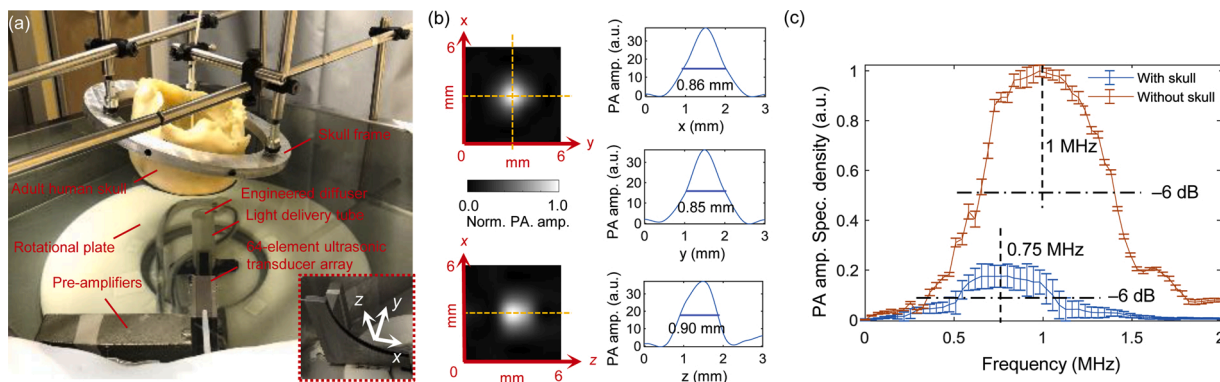 (a)
Skull frame
Adult human skull
Engineered diffuser
Light delivery tube
Rotational plate
64-element ultrasonic
transducer array
Pre-amplifiers
z
y
x
(b)
x
6
mm
0
mm
6
y
0.0
1.0
Norm. PA. amp.
x
6
mm
0
mm
6
z
PA amp. (a.u.)
30
20
10
0
0.86 mm
0
1
2
3
x (mm)
PA amp. (a.u.)
30
20
10
0
0.85 mm
0
1
2
3
y (mm)
PA amp. (a.u.)
30
20
10
0
0.90 mm
0
1
2
3
z (mm)
(c)
PA amp. Spec. density (a.u.)
1.0
0.8
0.6
0.4
0.2
0
With skull
Without skull
1 MHz
–6 dB
0.75 MHz
–6 dB
0
0.5
1
1.5
2
Frequency (MHz)